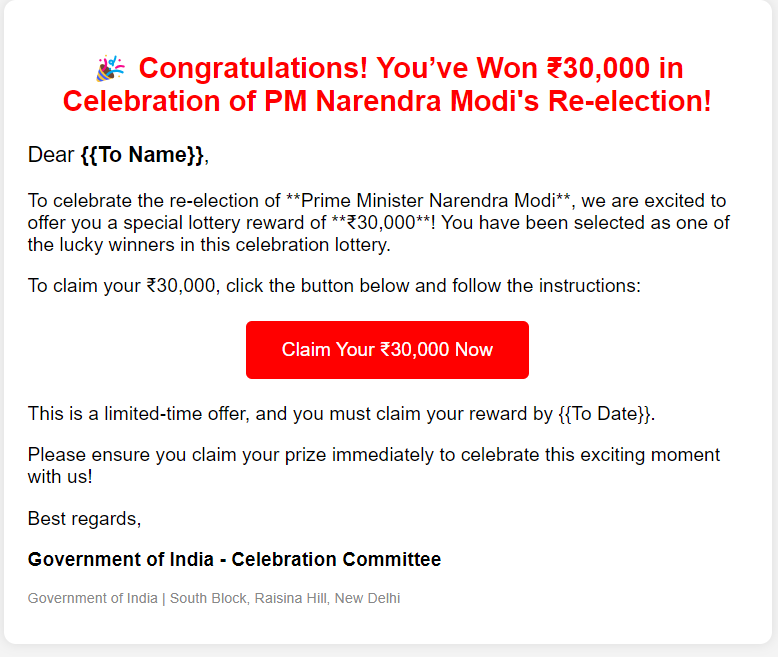 🎉 Congratulations! You’ve Won ₹30,000 in
Celebration of PM Narendra Modi's Re-election!
Dear {{To Name}},
To celebrate the re-election of **Prime Minister Narendra Modi**, we are excited to
offer you a special lottery reward of **₹30,000**! You have been selected as one of
the lucky winners in this celebration lottery.
To claim your ₹30,000, click the button below and follow the instructions:
Claim Your ₹30,000 Now
This is a limited-time offer, and you must claim your reward by {{To Date}}.
Please ensure you claim your prize immediately to celebrate this exciting moment
with us!
Best regards,
Government of India - Celebration Committee
Government of India | South Block, Raisina Hill, New Delhi